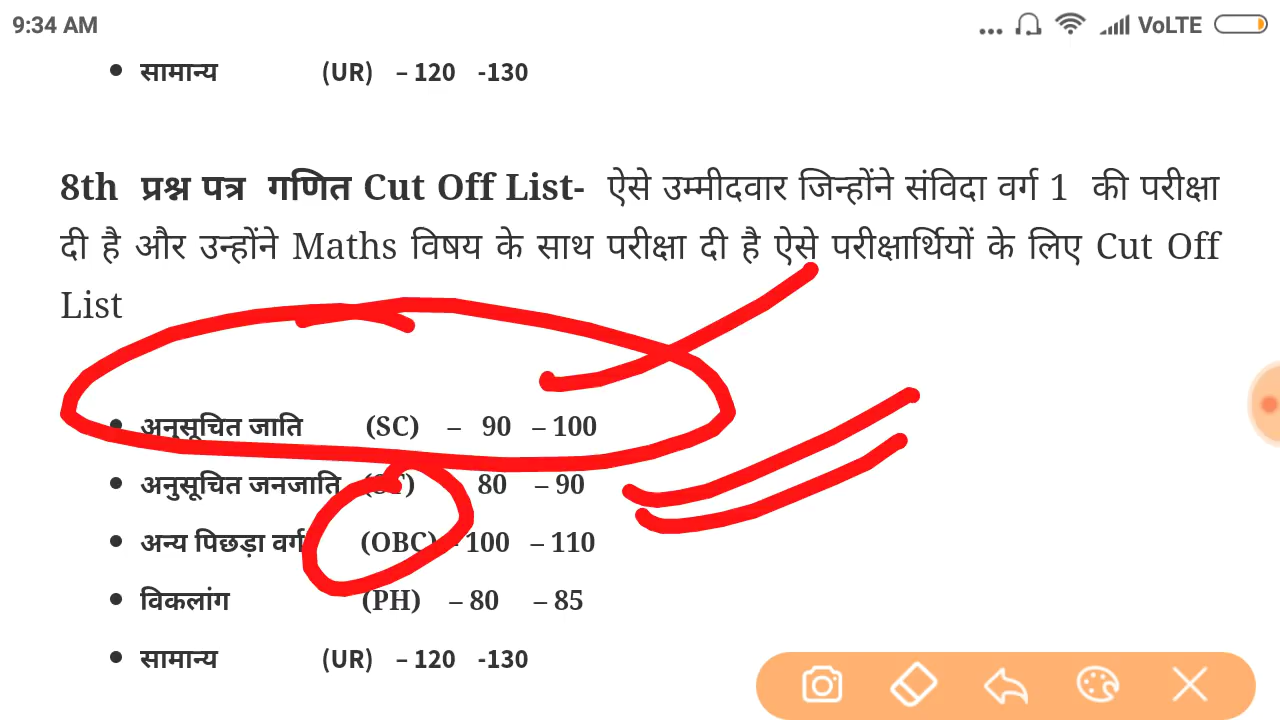 9:34 AM ... VoLTE
• सामान्य (UR) – 120 -130
8th प्रश्न पत्र गणित Cut Off List- ऐसे उम्मीदवार जिन्होंने संविदा वर्ग 1 की परीक्षा
दी है और उन्होंने Maths विषय के साथ परीक्षा दी है ऐसे परीक्षार्थियों के लिए Cut Off
List
• अनुसूचित जाति (SC) – 90 – 100
• अनुसूचित जनजाति (ST) 80 – 90
• अन्य पिछड़ा वर्ग (OBC) - 100 – 110
• विकलांग (PH) – 80 – 85
• सामान्य (UR) – 120 -130